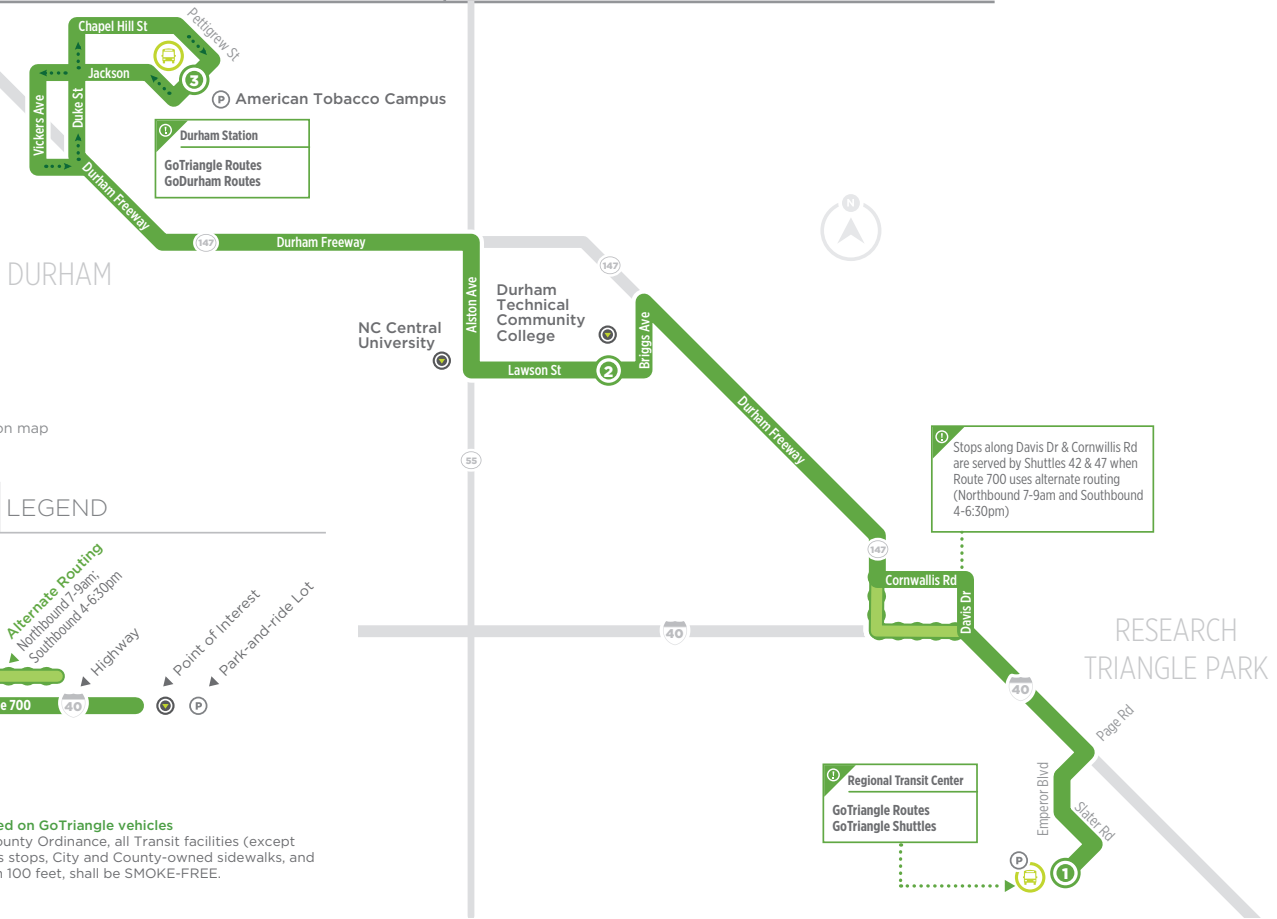 Chapel Hill St
Pettigrew St
Jackson
3
P American Tobacco Campus
Vickers Ave
Duke St
Durham Station
GoTriangle Routes
GoDurham Routes
Durham Freeway
147
Durham Freeway
N
DURHAM
147
Alston Ave
Durham
Technical
Community
College
NC Central
University
Briggs Ave
Lawson St
2
on map
55
Durham Freeway
Stops along Davis Dr & Cornwillis Rd
are served by Shuttles 42 & 47 when
Route 700 uses alternate routing
(Northbound 7-9am and Southbound
4-6:30pm)
LEGEND
Alternate Routing
Northbound 7-9am;
Southbound 4-6:30pm
Highway
Point of Interest
Park-and-ride Lot
e 700
40
P
147
Cornwallis Rd
Davis Dr
40
RESEARCH
TRIANGLE PARK
40
Page Rd
Regional Transit Center
GoTriangle Routes
GoTriangle Shuttles
Emperor Blvd
Slater Rd
P
1
ed on GoTriangle vehicles
ounty Ordinance, all Transit facilities (except
s stops, City and County-owned sidewalks, and
n 100 feet, shall be SMOKE-FREE.